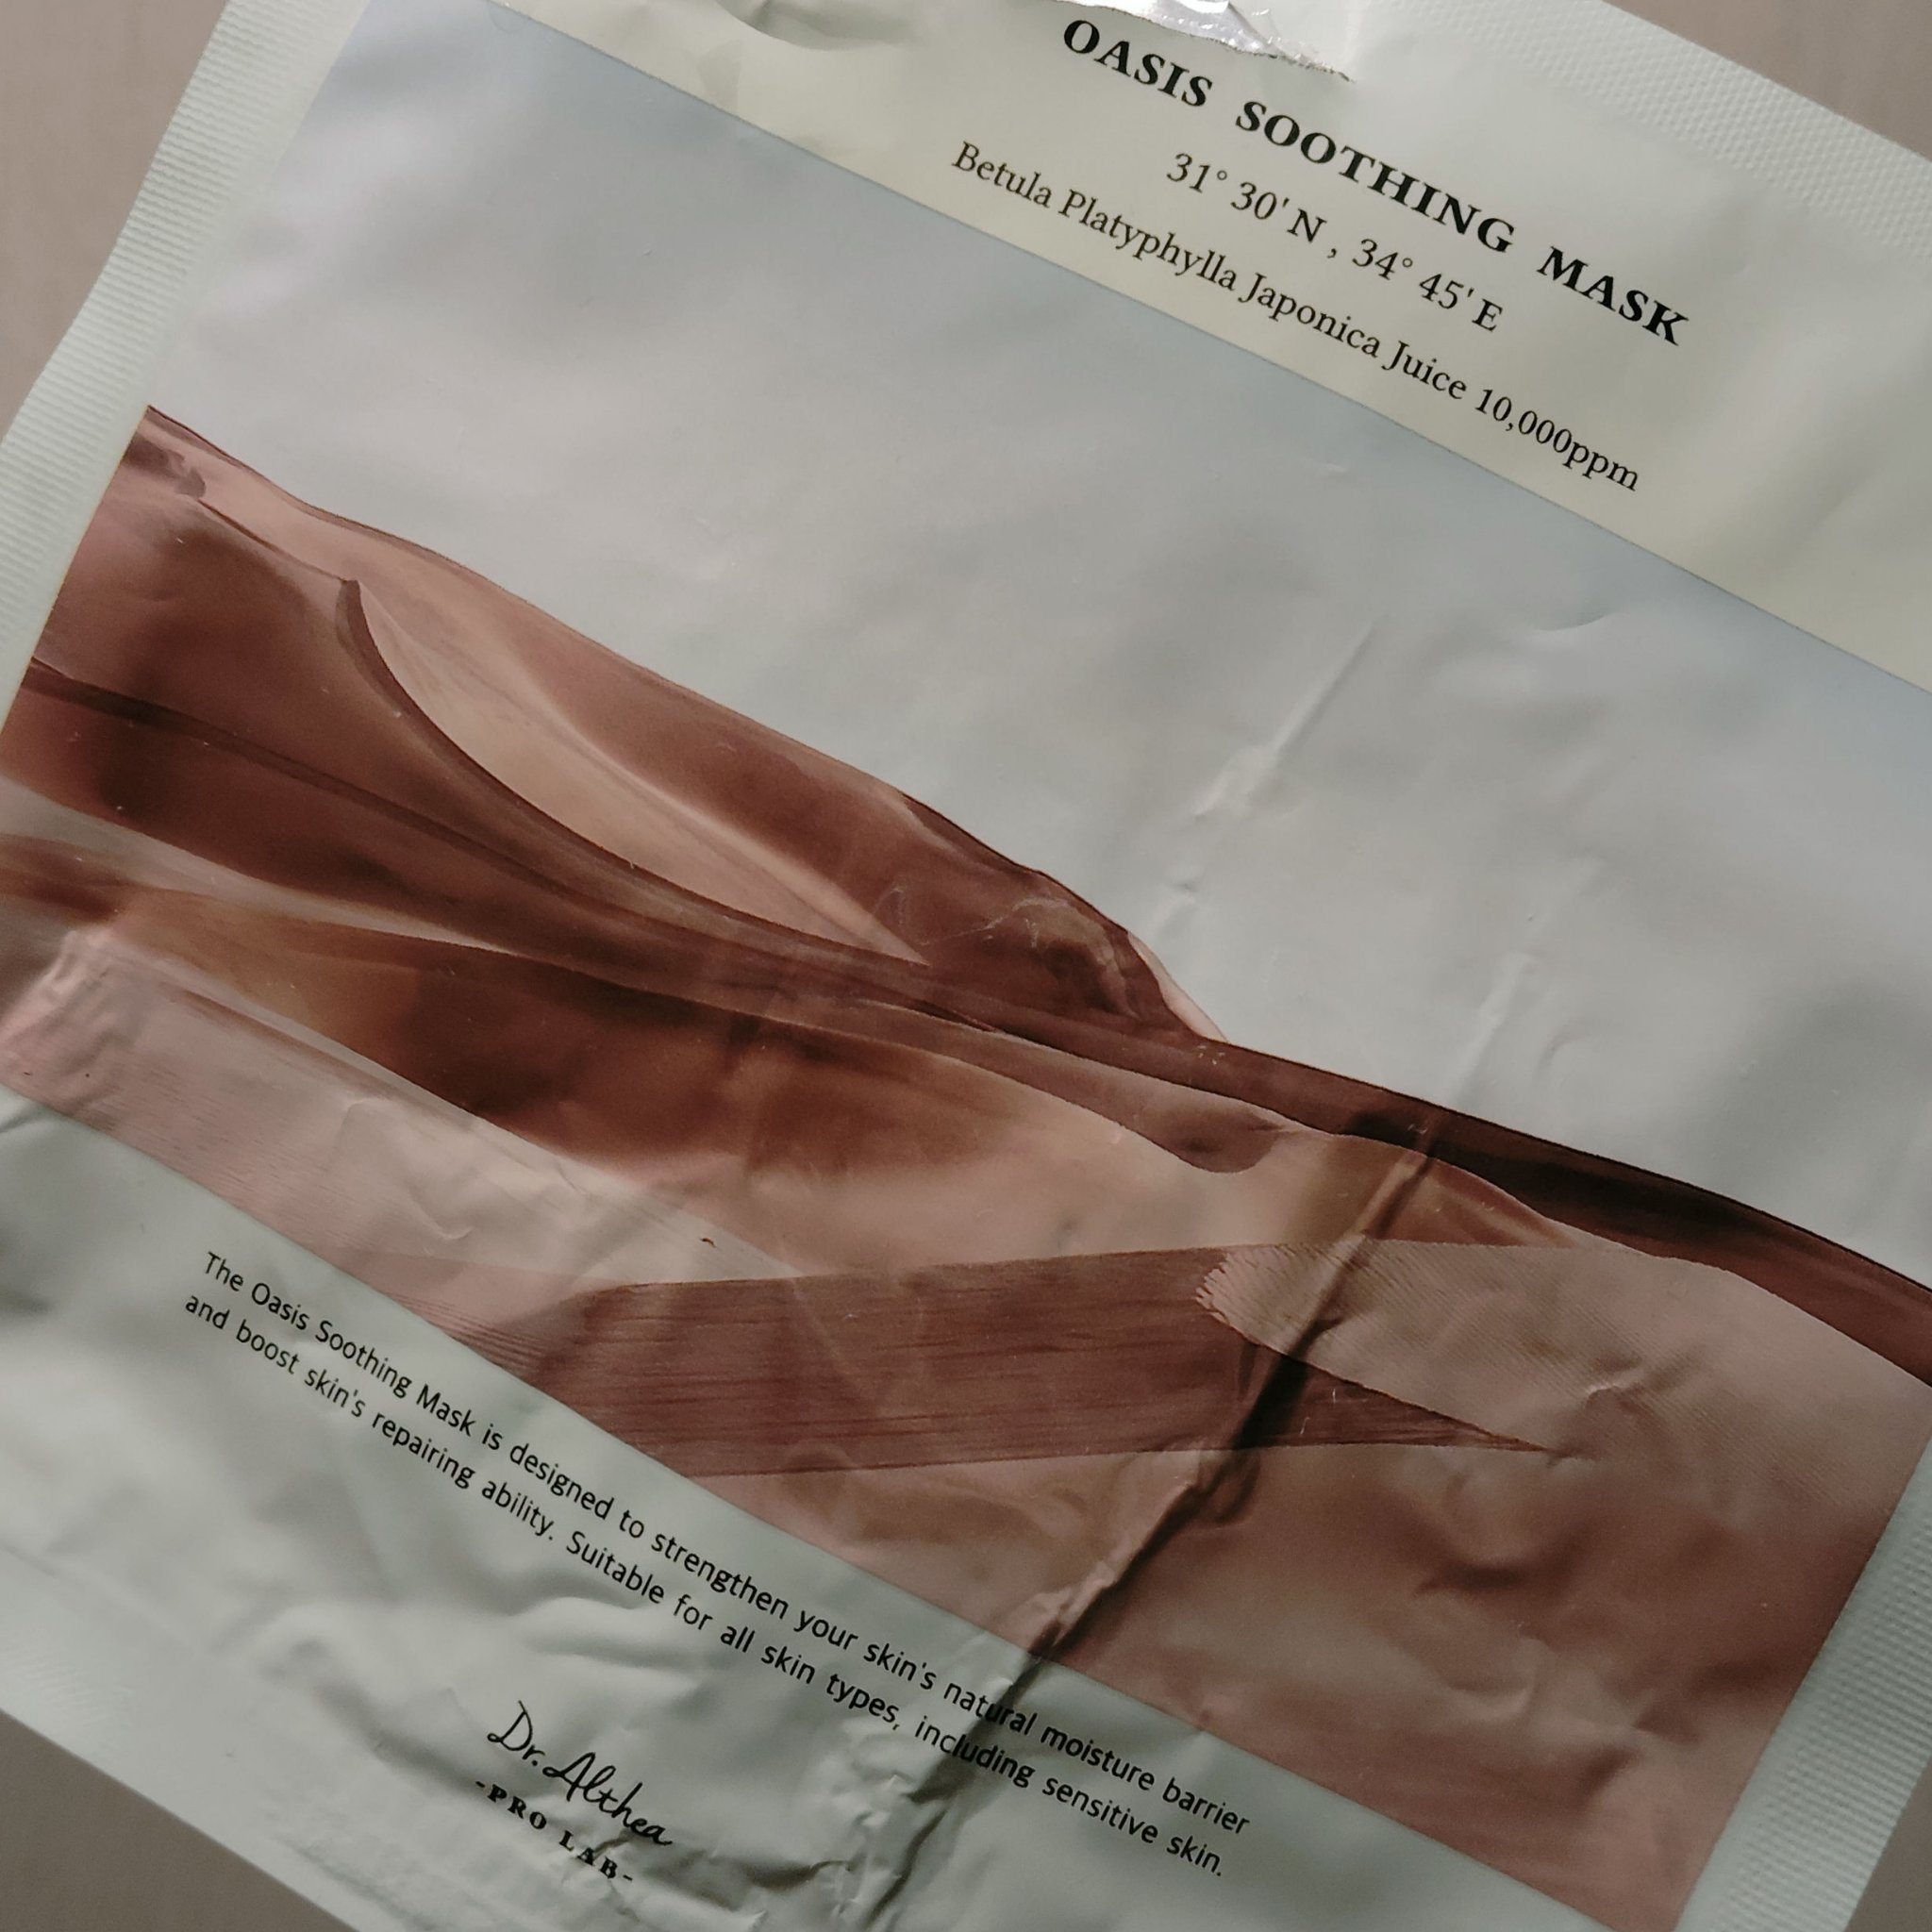 OASIS SOOTHING MASK
31° 30' N , 34° 45' E
Betula Platyphylla Japonica Juice 10,000ppm
The Oasis Soothing Mask is designed to strengthen your skin's natural moisture barrier
and boost skin's repairing ability. Suitable for all skin types, including sensitive skin.
Dr. Althea
-PRO LAB-